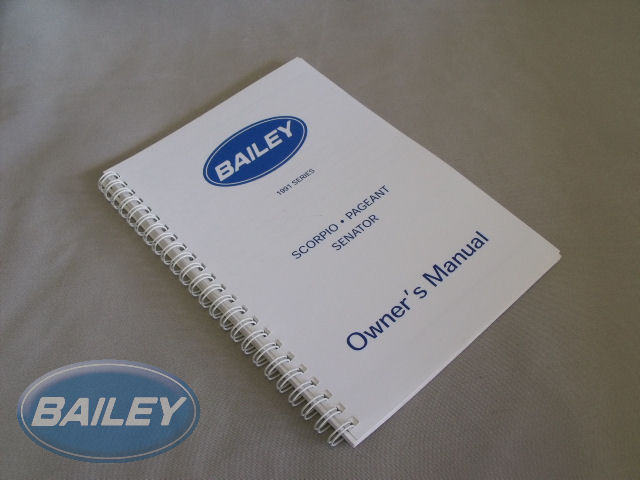 BAILEY
1991 SERIES
SCORPIO • PAGEANT
SENATOR
Owner's Manual
BAILEY